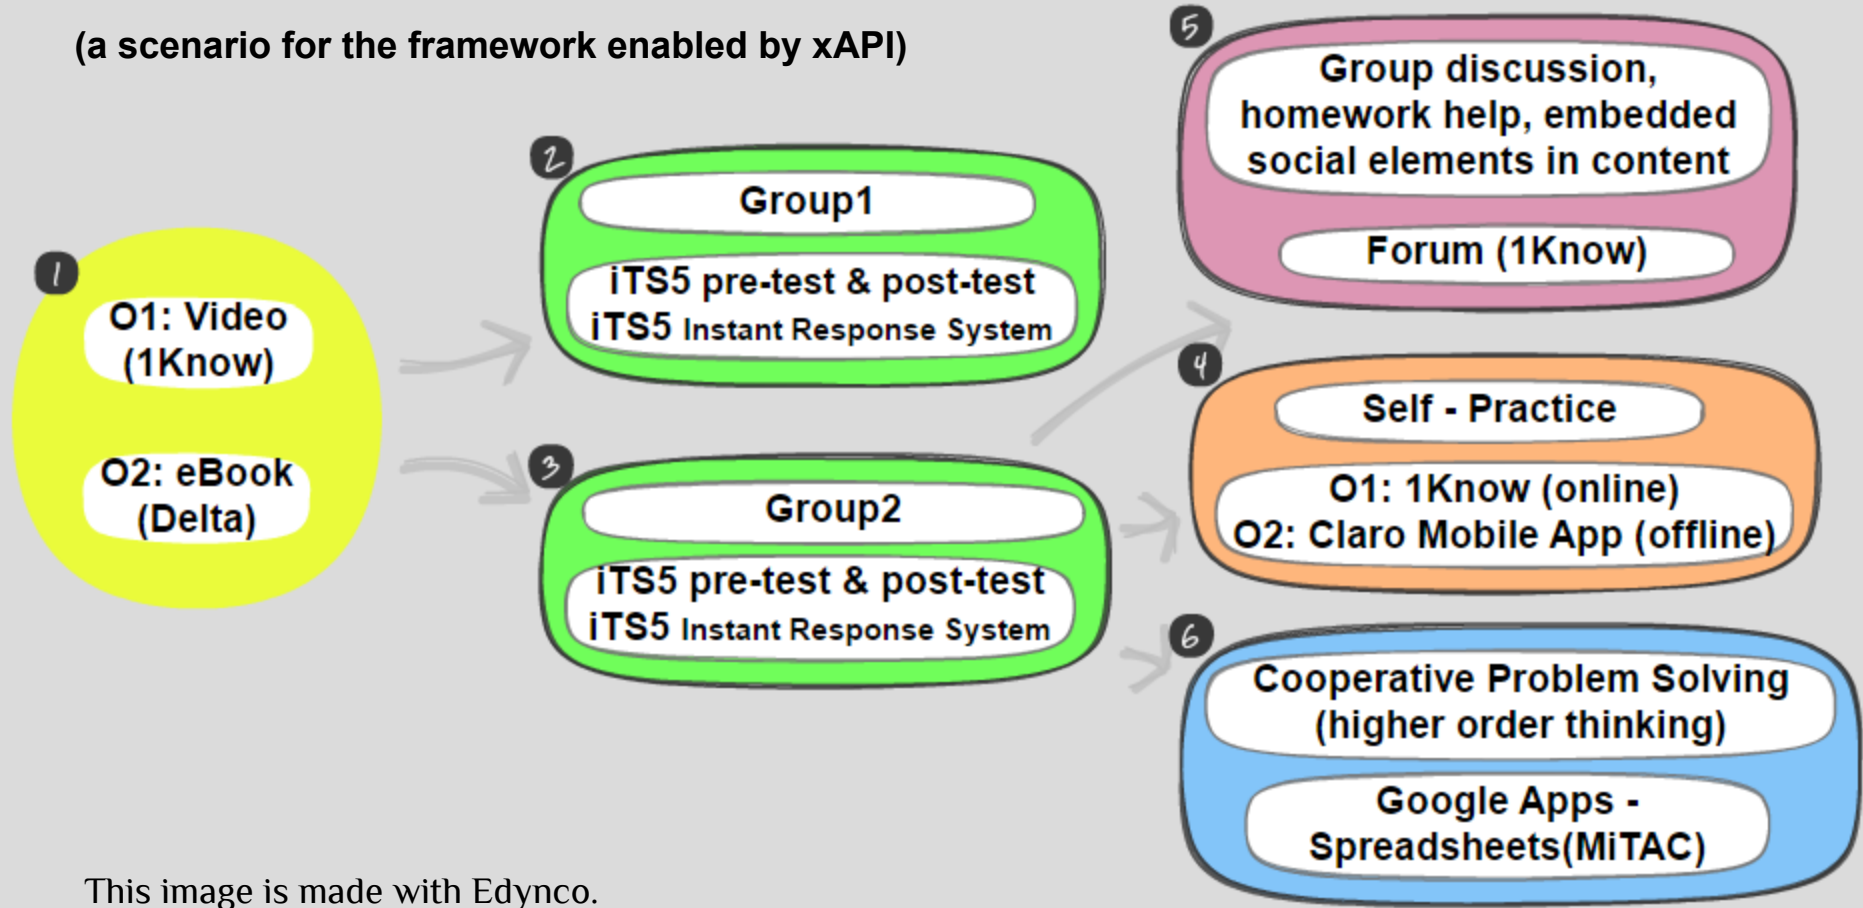 (a scenario for the framework enabled by xAPI)
1
O1: Video
(1Know)
O2: eBook
(Delta)
2
Group1
iTS5 pre-test & post-test
iTS5 Instant Response System
3
Group2
iTS5 pre-test & post-test
iTS5 Instant Response System
5
Group discussion,
homework help, embedded
social elements in content
Forum (1Know)
4
Self - Practice
O1: 1Know (online)
O2: Claro Mobile App (offline)
6
Cooperative Problem Solving
(higher order thinking)
Google Apps -
Spreadsheets(MiTAC)
This image is made with Edynco.